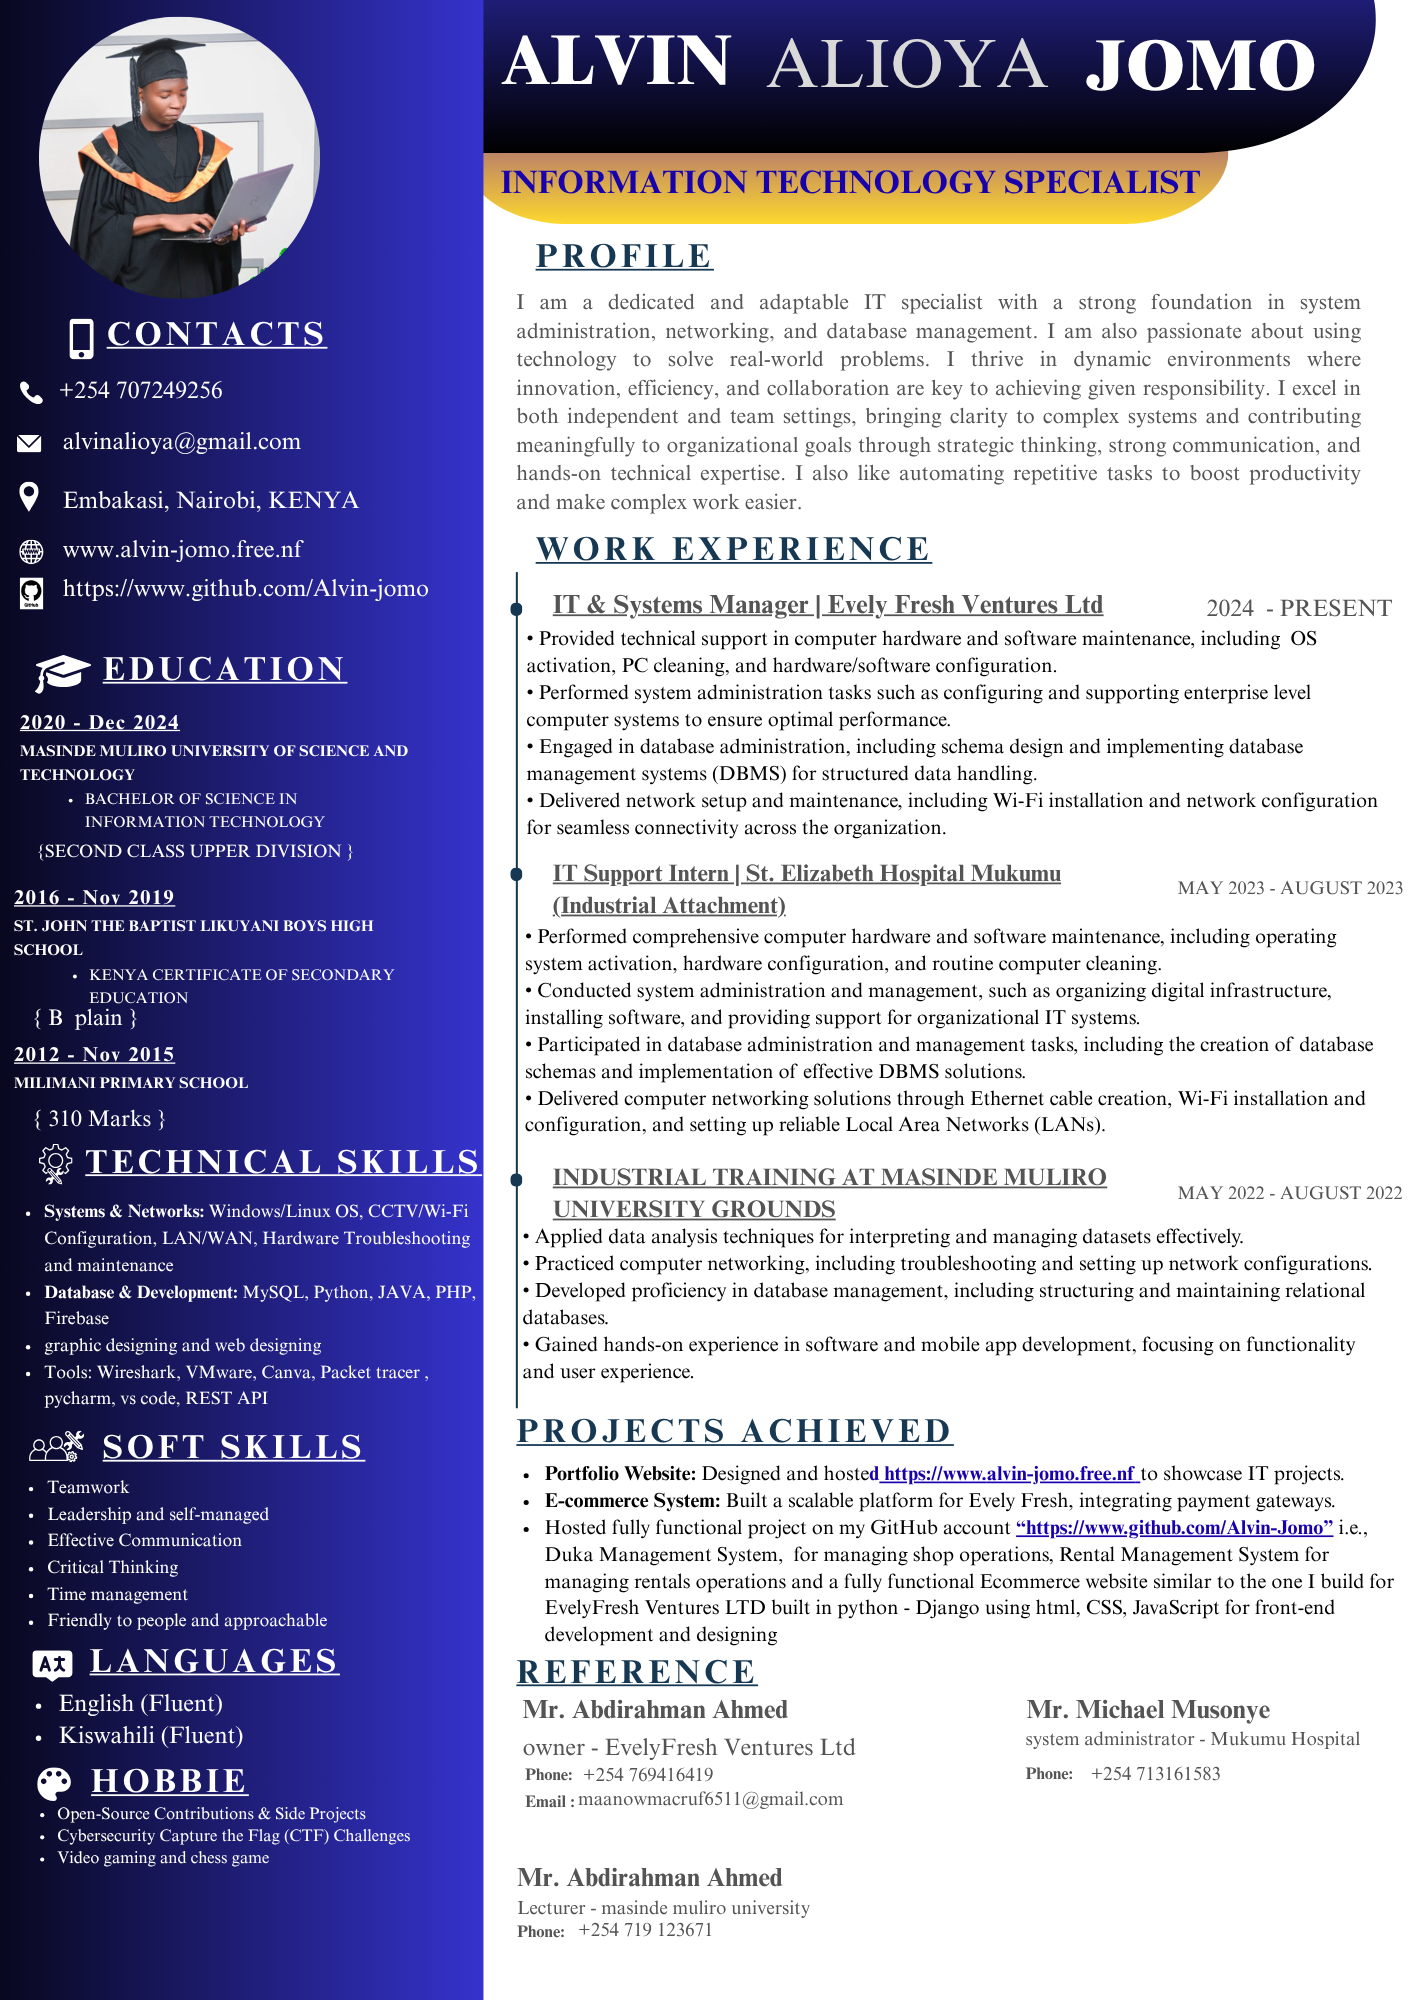 ALVIN ALIOYA JOMO
INFORMATION TECHNOLOGY SPECIALIST
CONTACTS
+254 707249256
alvinalioya@gmail.com
Embakasi, Nairobi, KENYA
www.alvin-jomo.free.nf
GitHub
https://www.github.com/Alvin-jomo
EDUCATION
2020 - Dec 2024
MASINDE MULIRO UNIVERSITY OF SCIENCE AND
TECHNOLOGY
• BACHELOR OF SCIENCE IN
INFORMATION TECHNOLOGY
{SECOND CLASS UPPER DIVISION }
2016 - Nov 2019
ST. JOHN THE BAPTIST LIKUYANI BOYS HIGH
SCHOOL
• KENYA CERTIFICATE OF SECONDARY
EDUCATION
{ B  plain }
2012 - Nov 2015
MILIMANI PRIMARY SCHOOL
{ 310 Marks }
TECHNICAL SKILLS
• Systems & Networks: Windows/Linux OS, CCTV/Wi-Fi
Configuration, LAN/WAN, Hardware Troubleshooting
and maintenance
• Database & Development: MySQL, Python, JAVA, PHP,
Firebase
• graphic designing and web designing
• Tools: Wireshark, VMware, Canva, Packet tracer ,
pycharm, vs code, REST API
SOFT SKILLS
• Teamwork
• Leadership and self-managed
• Effective Communication
• Critical Thinking
• Time management
• Friendly to people and approachable
LANGUAGES
• English (Fluent)
• Kiswahili (Fluent)
HOBBIE
• Open-Source Contributions & Side Projects
• Cybersecurity Capture the Flag (CTF) Challenges
• Video gaming and chess game
PROFILE
I am a dedicated and adaptable IT specialist with a strong foundation in system
administration, networking, and database management. I am also passionate about using
technology to solve real-world problems. I thrive in dynamic environments where
innovation, efficiency, and collaboration are key to achieving given responsibility. I excel in
both independent and team settings, bringing clarity to complex systems and contributing
meaningfully to organizational goals through strategic thinking, strong communication, and
hands-on technical expertise. I also like automating repetitive tasks to boost productivity
and make complex work easier.
WORK EXPERIENCE
IT & Systems Manager | Evely Fresh Ventures Ltd 2024  - PRESENT
• Provided technical support in computer hardware and software maintenance, including  OS
activation, PC cleaning, and hardware/software configuration.
• Performed system administration tasks such as configuring and supporting enterprise level
computer systems to ensure optimal performance.
• Engaged in database administration, including schema design and implementing database
management systems (DBMS) for structured data handling.
• Delivered network setup and maintenance, including Wi-Fi installation and network configuration
for seamless connectivity across the organization.
IT Support Intern | St. Elizabeth Hospital Mukumu MAY 2023 - AUGUST 2023
(Industrial Attachment)
• Performed comprehensive computer hardware and software maintenance, including operating
system activation, hardware configuration, and routine computer cleaning.
• Conducted system administration and management, such as organizing digital infrastructure,
installing software, and providing support for organizational IT systems.
• Participated in database administration and management tasks, including the creation of database
schemas and implementation of effective DBMS solutions.
• Delivered computer networking solutions through Ethernet cable creation, Wi-Fi installation and
configuration, and setting up reliable Local Area Networks (LANs).
INDUSTRIAL TRAINING AT MASINDE MULIRO MAY 2022 - AUGUST 2022
UNIVERSITY GROUNDS
• Applied data analysis techniques for interpreting and managing datasets effectively.
• Practiced computer networking, including troubleshooting and setting up network configurations.
• Developed proficiency in database management, including structuring and maintaining relational
databases.
• Gained hands-on experience in software and mobile app development, focusing on functionality
and user experience.
PROJECTS ACHIEVED
• Portfolio Website: Designed and hosted https://www.alvin-jomo.free.nf to showcase IT projects.
• E-commerce System: Built a scalable platform for Evely Fresh, integrating payment gateways.
• Hosted fully functional project on my GitHub account “https://www.github.com/Alvin-Jomo” i.e.,
Duka Management System,  for managing shop operations, Rental Management System for
managing rentals operations and a fully functional Ecommerce website similar to the one I build for
EvelyFresh Ventures LTD built in python - Django using html, CSS, JavaScript for front-end
development and designing
REFERENCE
Mr. Abdirahman Ahmed
owner - EvelyFresh Ventures Ltd
Phone: +254 769416419
Email : maanowmacruf6511@gmail.com
Mr. Michael Musonye
system administrator - Mukumu Hospital
Phone: +254 713161583
Mr. Abdirahman Ahmed
Lecturer - masinde muliro university
Phone: +254 719 123671